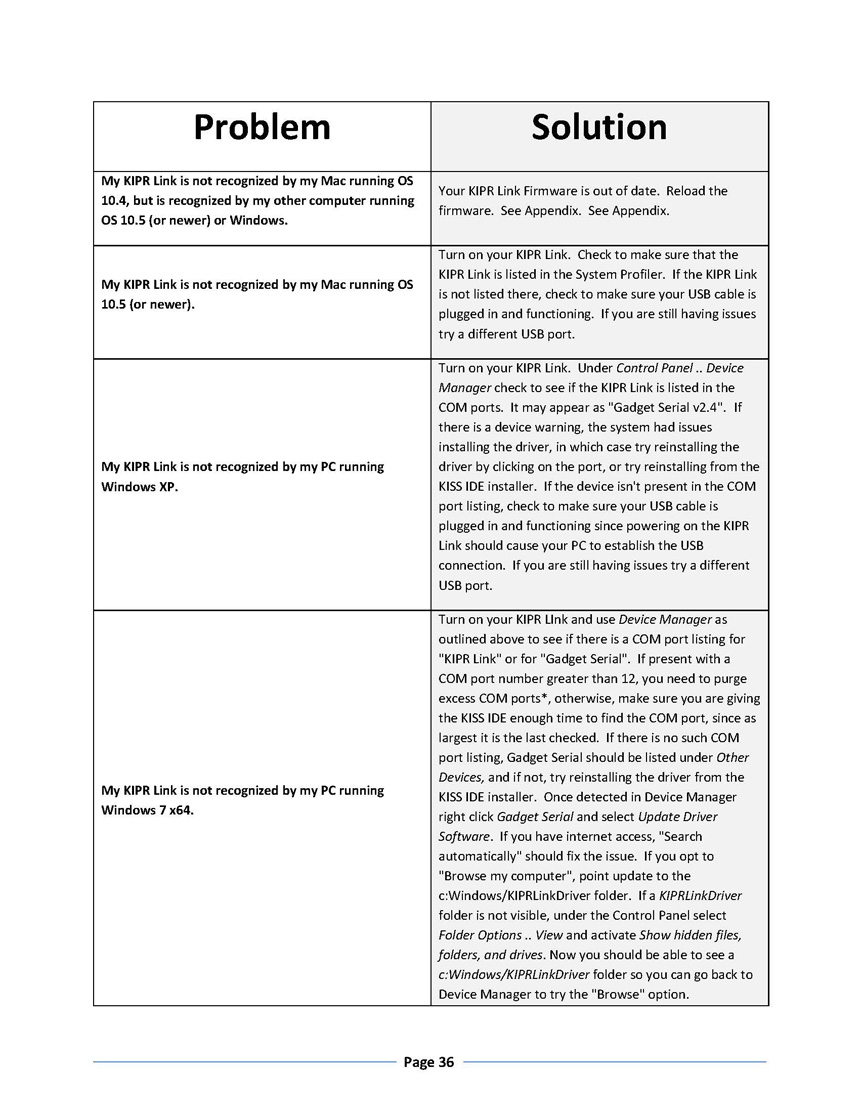 Problem
Solution
My KIPR Link is not recognized by my Mac running OS
10.4, but is recognized by my other computer running
OS 10.5 (or newer) or Windows.
Your KIPR Link Firmware is out of date.  Reload the
firmware.  See Appendix.  See Appendix.
My KIPR Link is not recognized by my Mac running OS
10.5 (or newer).
Turn on your KIPR Link.  Check to make sure that the
KIPR Link is listed in the System Profiler.  If the KIPR Link
is not listed there, check to make sure your USB cable is
plugged in and functioning.  If you are still having issues
try a different USB port.
My KIPR Link is not recognized by my PC running
Windows XP.
Turn on your KIPR Link.  Under Control Panel .. Device
Manager check to see if the KIPR Link is listed in the
COM ports.  It may appear as "Gadget Serial v2.4".  If
there is a device warning, the system had issues
installing the driver, in which case try reinstalling the
driver by clicking on the port, or try reinstalling from the
KISS IDE installer.  If the device isn't present in the COM
port listing, check to make sure your USB cable is
plugged in and functioning since powering on the KIPR
Link should cause your PC to establish the USB
connection.  If you are still having issues try a different
USB port.
My KIPR Link is not recognized by my PC running
Windows 7 x64.
Turn on your KIPR LInk and use Device Manager as
outlined above to see if there is a COM port listing for
"KIPR Link" or for "Gadget Serial".  If present with a
COM port number greater than 12, you need to purge
excess COM ports*, otherwise, make sure you are giving
the KISS IDE enough time to find the COM port, since as
largest it is the last checked.  If there is no such COM
port listing, Gadget Serial should be listed under Other
Devices, and if not, try reinstalling the driver from the
KISS IDE installer.  Once detected in Device Manager
right click Gadget Serial and select Update Driver
Software.  If you have internet access, "Search
automatically" should fix the issue.  If you opt to
"Browse my computer", point update to the
c:Windows/KIPRLinkDriver folder.  If a KIPRLinkDriver
folder is not visible, under the Control Panel select
Folder Options .. View and activate Show hidden files,
folders, and drives. Now you should be able to see a
c:Windows/KIPRLinkDriver folder so you can go back to
Device Manager to try the "Browse" option.
Page 36